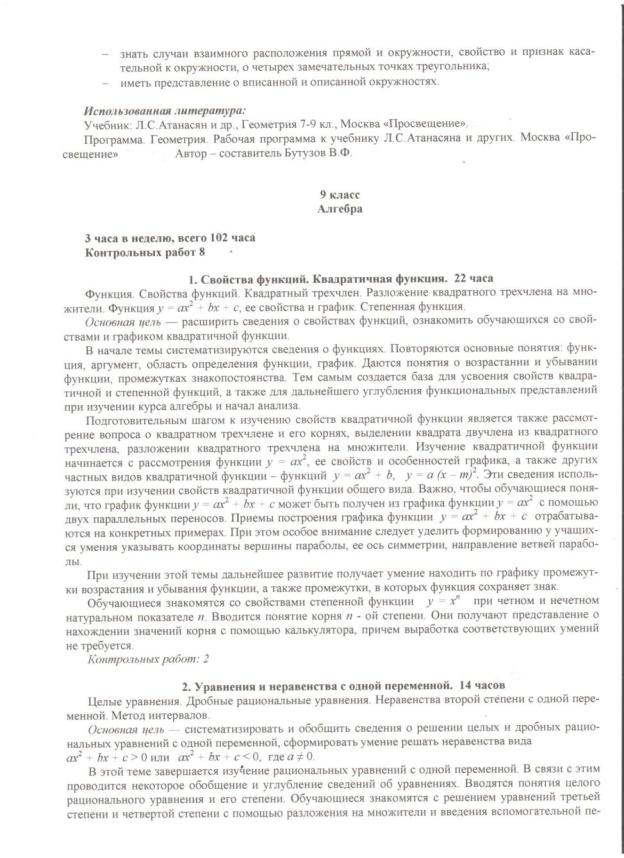 – знать случаи взаимного расположения прямой и окружности, свойство и признак каса-
тельной к окружности, о четырех замечательных точках треугольника;
– иметь представление о вписанной и описанной окружностях.
Использованная литература:
Учебник: Л.С.Атанасян и др., Геометрия 7-9 кл., Москва «Просвещение».
Программа. Геометрия. Рабочая программа к учебнику Л.С.Атанасяна и других. Москва «Про-
свещение» Автор – составитель Бутузов В.Ф.
9 класс
Алгебра
3 часа в неделю, всего 102 часа
Контрольных работ 8
1. Свойства функций. Квадратичная функция. 22 часа
Функция. Свойства функций. Квадратный трехчлен. Разложение квадратного трехчлена на мно-
жители. Функция y = ax² + bx + c, ее свойства и график. Степенная функция.
Основная цель — расширить сведения о свойствах функций, ознакомить обучающихся со свой-
ствами и графиком квадратичной функции.
В начале темы систематизируются сведения о функциях. Повторяются основные понятия: функ-
ция, аргумент, область определения функции, график. Даются понятия о возрастании и убывании
функции, промежутках знакопостоянства. Тем самым создается база для усвоения свойств квадра-
тичной и степенной функций, а также для дальнейшего углубления функциональных представлений
при изучении курса алгебры и начал анализа.
Подготовительным шагом к изучению свойств квадратичной функции является также рассмот-
рение вопроса о квадратном трехчлене и его корнях, выделении квадрата двучлена из квадратного
трехчлена, разложении квадратного трехчлена на множители. Изучение квадратичной функции
начинается с рассмотрения функции y = ax², ее свойств и особенностей графика, а также других
частных видов квадратичной функции – функций y = ax² + b, y = a (x – m)². Эти сведения исполь-
зуются при изучении свойств квадратичной функции общего вида. Важно, чтобы обучающиеся поня-
ли, что график функции y = ax² + bx + c может быть получен из графика функции y = ax² с помощью
двух параллельных переносов. Приемы построения графика функции y = ax² + bx + c отрабатыва-
ются на конкретных примерах. При этом особое внимание следует уделить формированию у учащих-
ся умения указывать координаты вершины параболы, ее ось симметрии, направление ветвей парабо-
лы.
При изучении этой темы дальнейшее развитие получает умение находить по графику промежут-
ки возрастания и убывания функции, а также промежутки, в которых функция сохраняет знак.
Обучающиеся знакомятся со свойствами степенной функции y = xⁿ при четном и нечетном
натуральном показателе n. Вводится понятие корня n - ой степени. Они получают представление о
нахождении значений корня с помощью калькулятора, причем выработка соответствующих умений
не требуется.
Контрольных работ: 2
2. Уравнения и неравенства с одной переменной. 14 часов
Целые уравнения. Дробные рациональные уравнения. Неравенства второй степени с одной пере-
менной. Метод интервалов.
Основная цель — систематизировать и обобщить сведения о решении целых и дробных рацио-
нальных уравнений с одной переменной, сформировать умение решать неравенства вида
ax² + bx + c > 0 или ax² + bx + c < 0, где a ≠ 0.
В этой теме завершается изучение рациональных уравнений с одной переменной. В связи с этим
проводится некоторое обобщение и углубление сведений об уравнениях. Вводятся понятия целого
рационального уравнения и его степени. Обучающиеся знакомятся с решением уравнений третьей
степени и четвертой степени с помощью разложения на множители и введения вспомогательной пе-